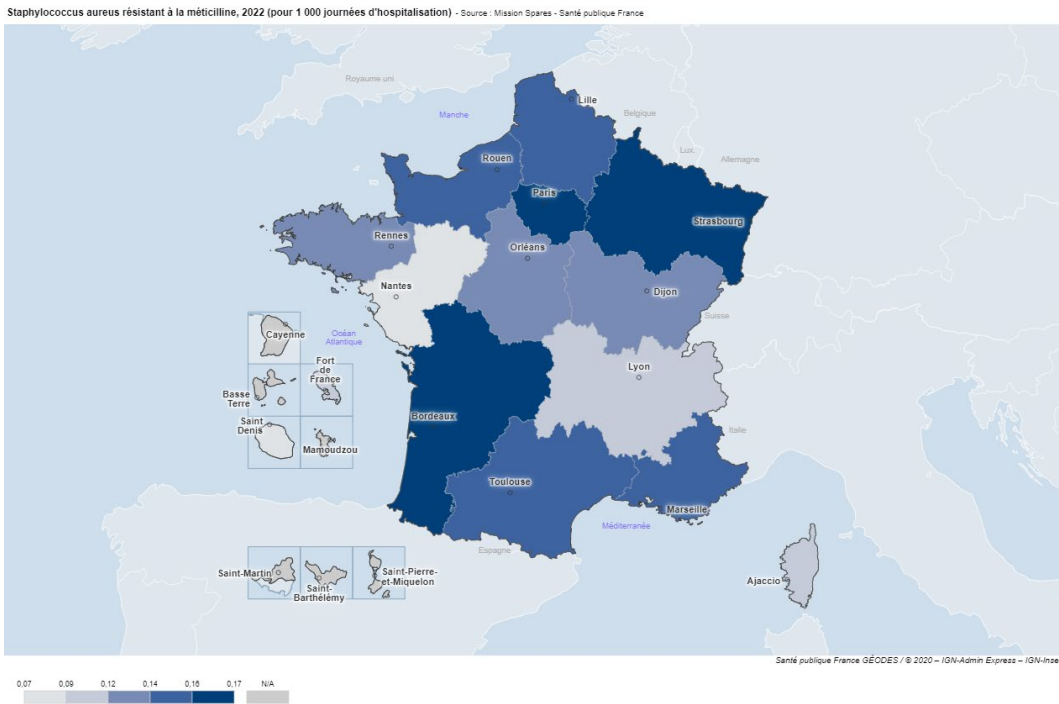 Staphylococcus aureus résistant à la méticilline, 2022 (pour 1 000 journées d'hospitalisation) - Source : Mission Spares - Santé publique France
Royaume uni
Lille
Manche
Belgique
Lux.
Allemagne
Rouen
Paris
Strasbourg
Rennes
Orléans
Nantes
Dijon
Suisse
Cayenne
Océan
Atlantique
Fort
de
France
Lyon
Basse
Terre
Bordeaux
Saint
Denis
Mamoudzou
Italie
Toulouse
Marseille
Méditerranée
Espagne
Saint-Martin
Saint-
Barthélémy
Saint-Pierre-
et-Miquelon
Ajaccio
Santé publique France GÉODES / © 2020 – IGN-Admin Express – IGN-Inse
0.07 0,09 0,12 0,14 0,16 0,17 N/A